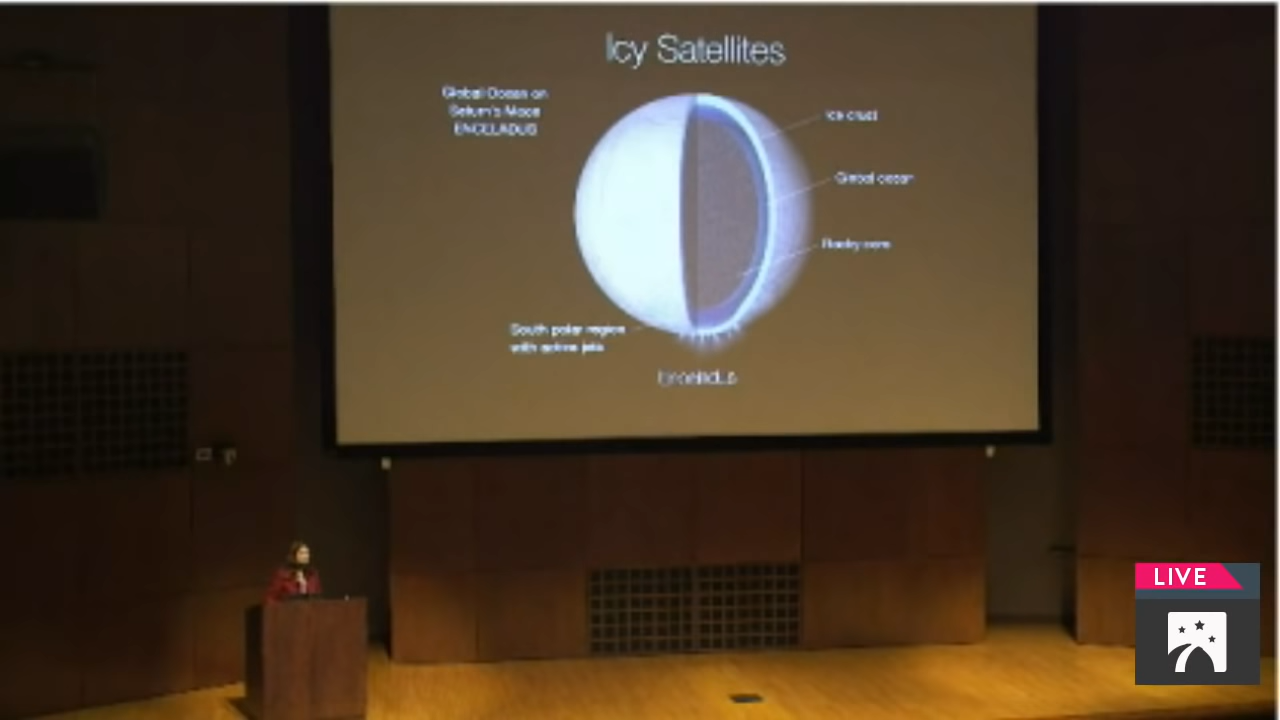 Icy Satellites
Global Ocean on
Saturn's Moon
ENCELADUS
Ice crust
Global ocean
Rocky core
South polar region
with active jets
Enceladus
LIVE